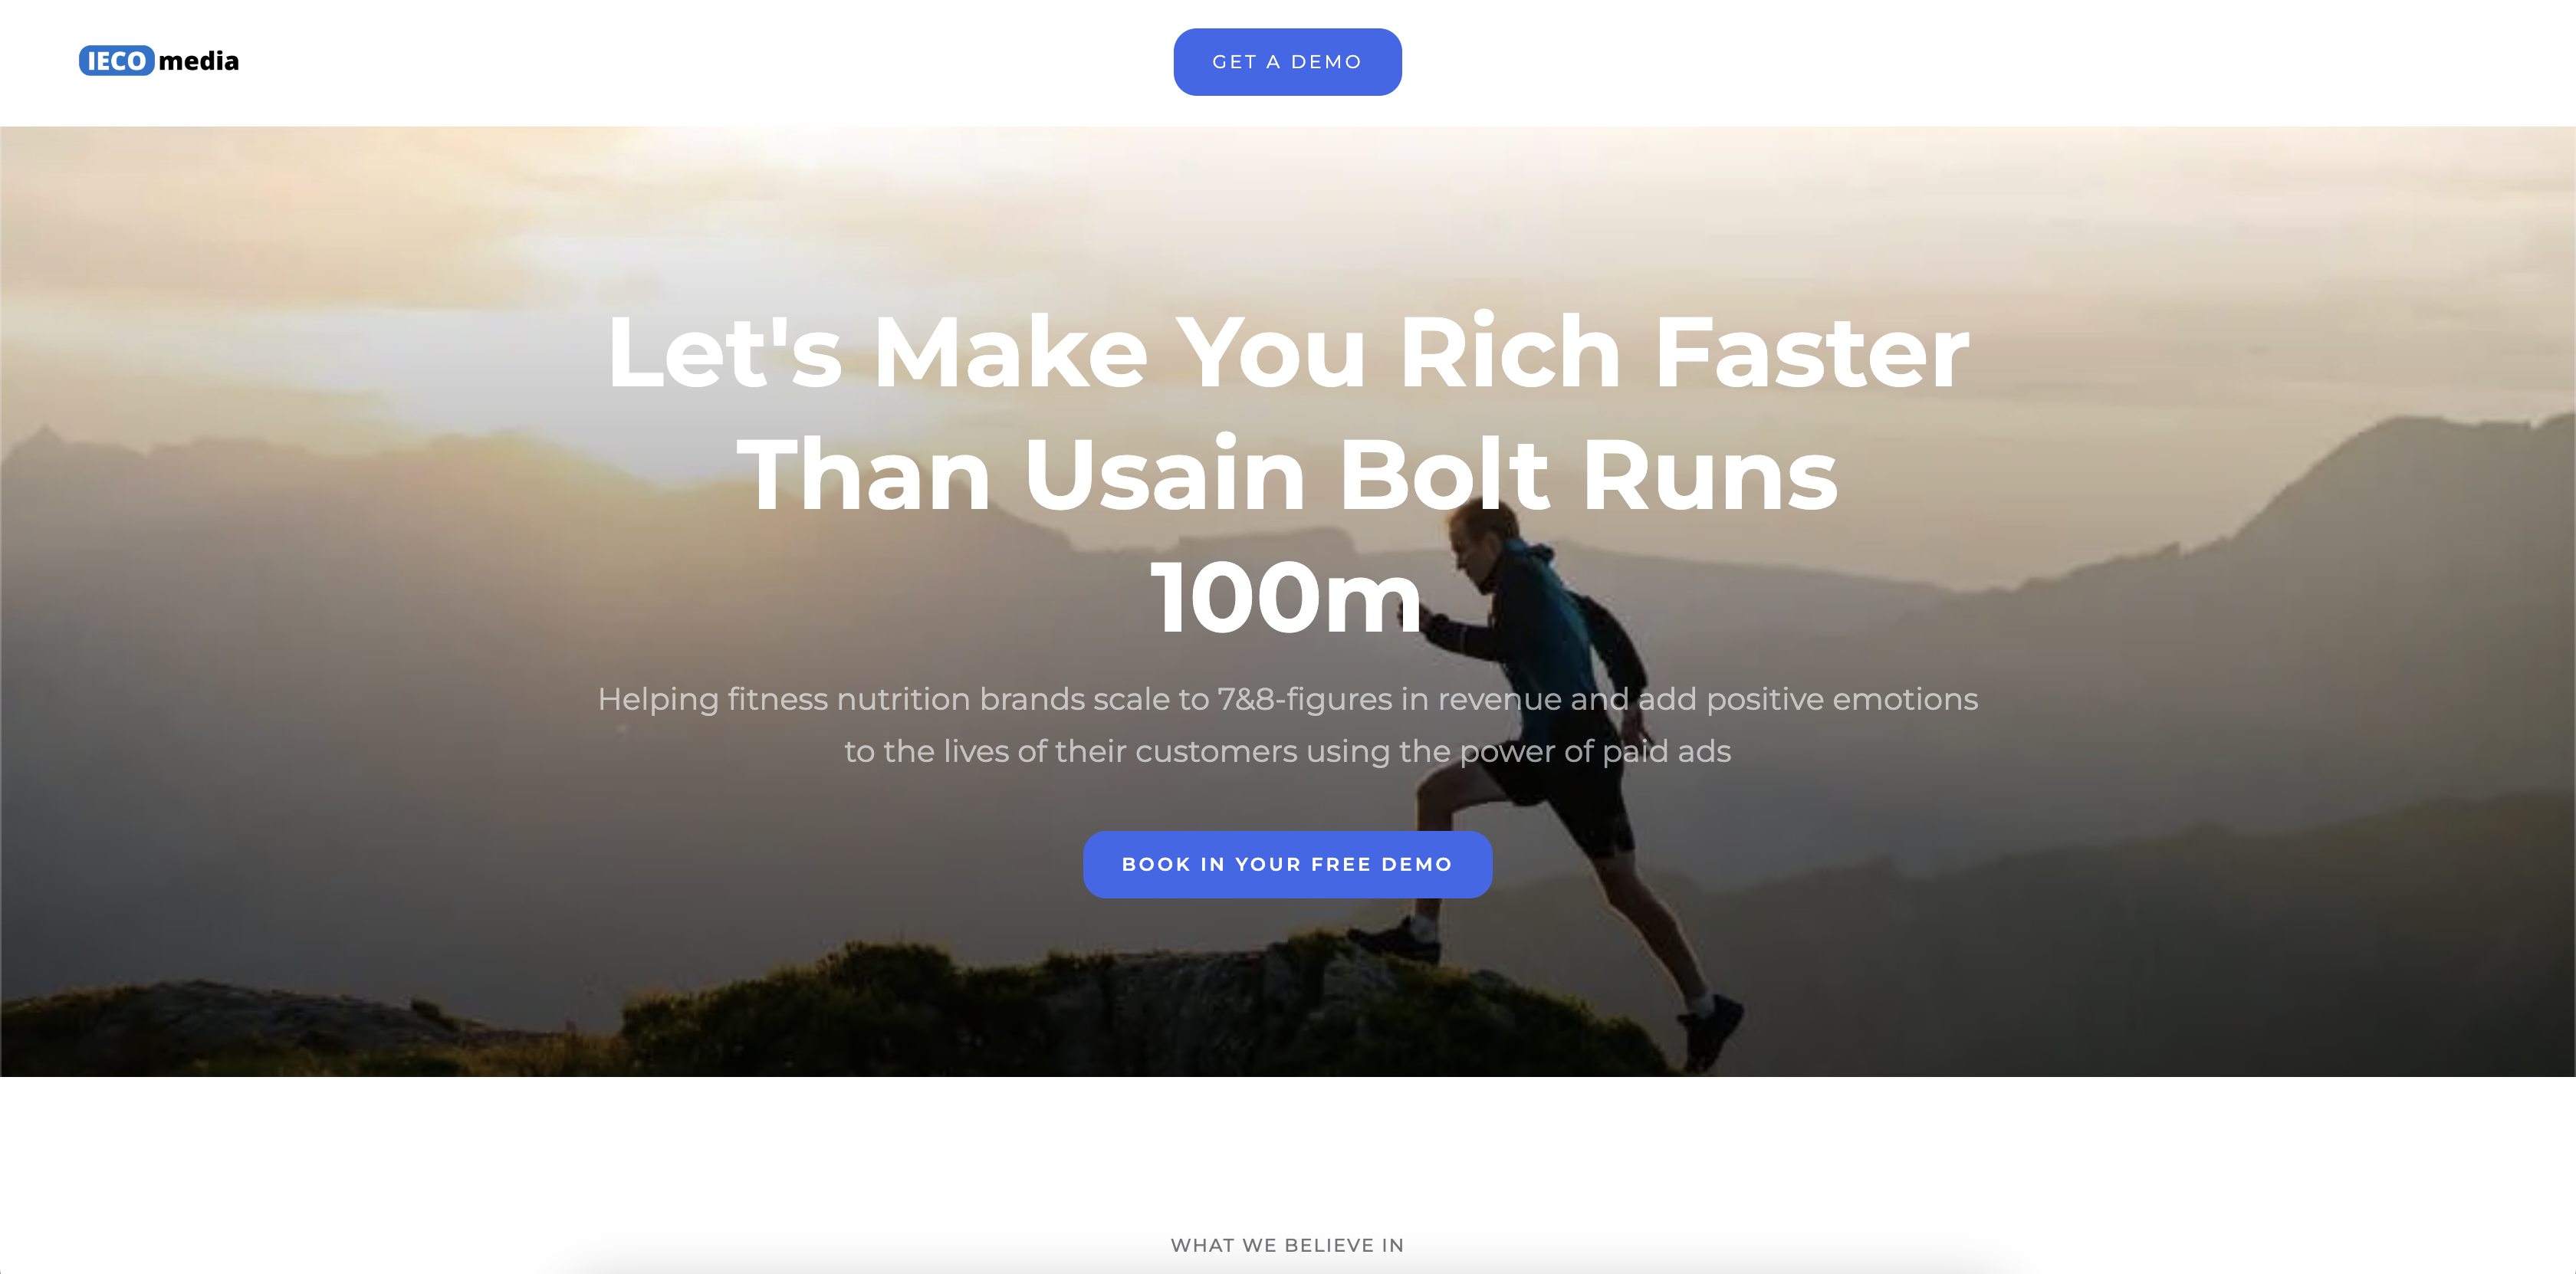 IECO media
GET A DEMO
Let's Make You Rich Faster
Than Usain Bolt Runs
100m
Helping fitness nutrition brands scale to 7&8-figures in revenue and add positive emotions
to the lives of their customers using the power of paid ads
BOOK IN YOUR FREE DEMO
WHAT WE BELIEVE IN